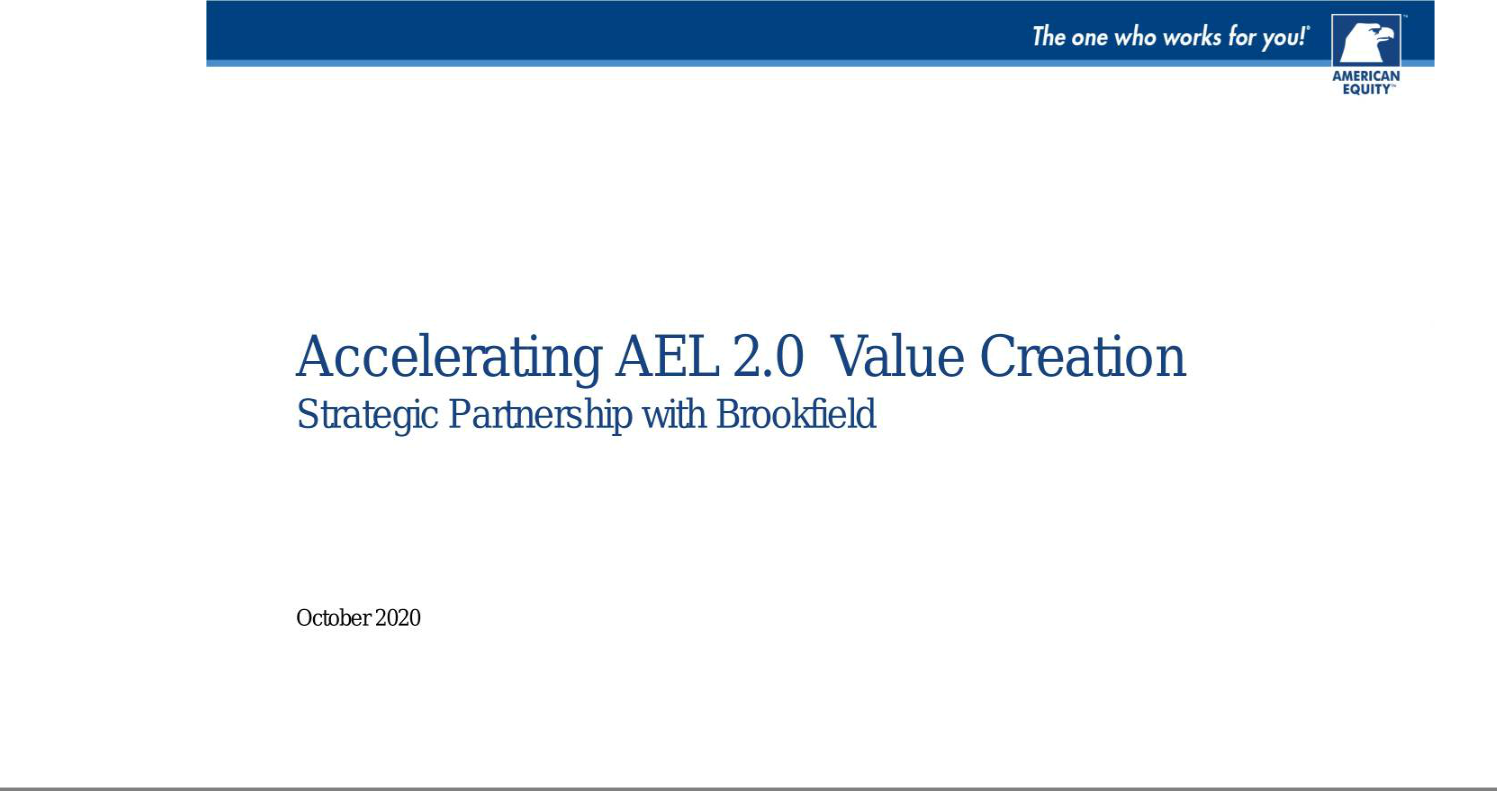 The one who works for you!®
AMERICAN
EQUITY™
Accelerating AEL 2.0 Value Creation
Strategic Partnership with Brookfield
October 2020